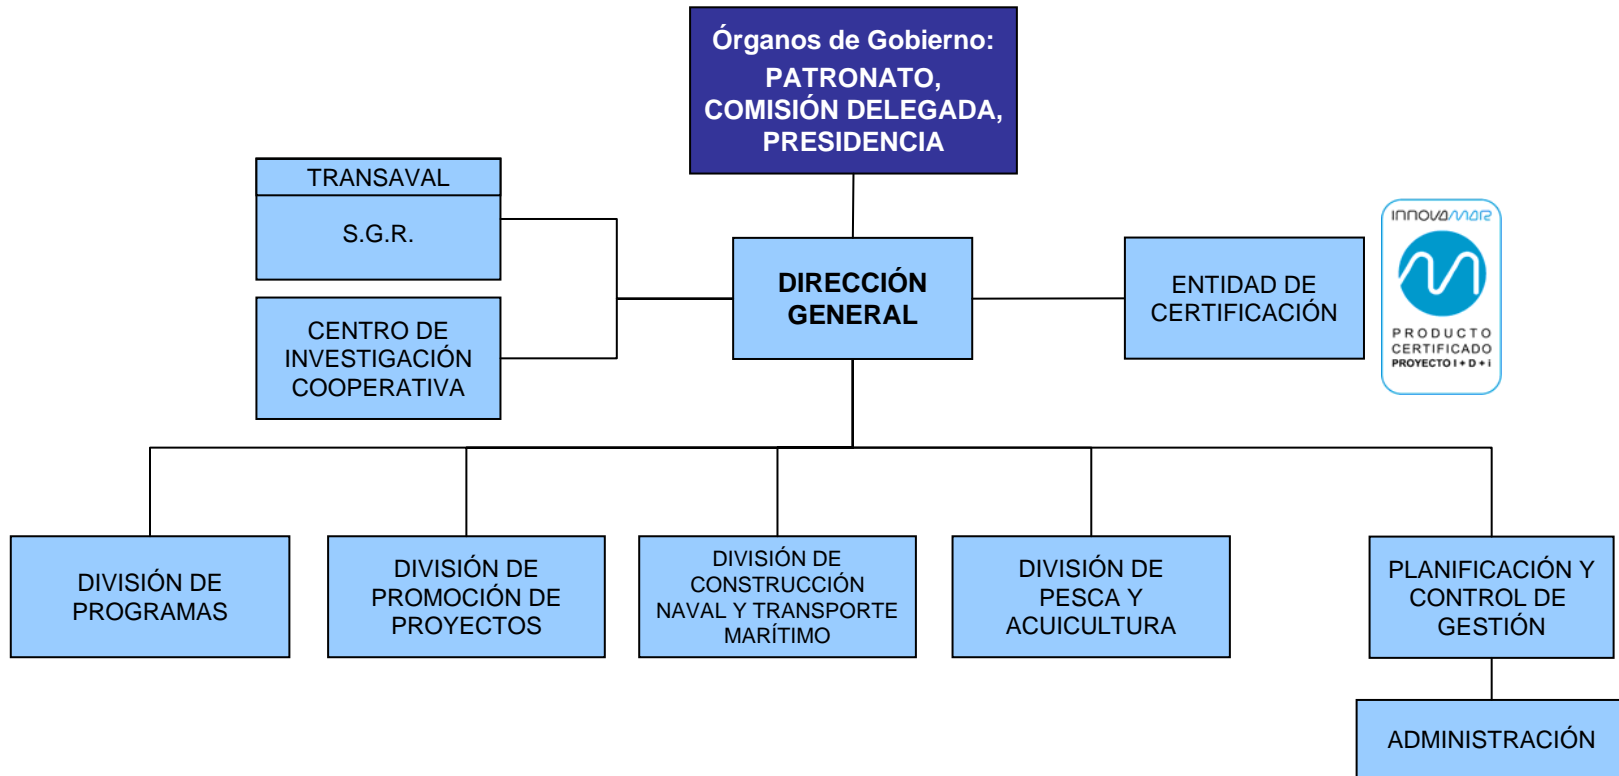 Órganos de Gobierno:
PATRONATO,
COMISIÓN DELEGADA,
PRESIDENCIA
TRANSAVAL
S.G.R.
CENTRO DE
INVESTIGACIÓN
COOPERATIVA
DIRECCIÓN
GENERAL
ENTIDAD DE
CERTIFICACIÓN
INNOVAMAR
PRODUCTO
CERTIFICADO
PROYECTO I + D + i
DIVISIÓN DE
PROGRAMAS
DIVISIÓN DE
PROMOCIÓN DE
PROYECTOS
DIVISIÓN DE
CONSTRUCCIÓN
NAVAL Y TRANSPORTE
MARÍTIMO
DIVISIÓN DE
PESCA Y
ACUICULTURA
PLANIFICACIÓN Y
CONTROL DE
GESTIÓN
ADMINISTRACIÓN